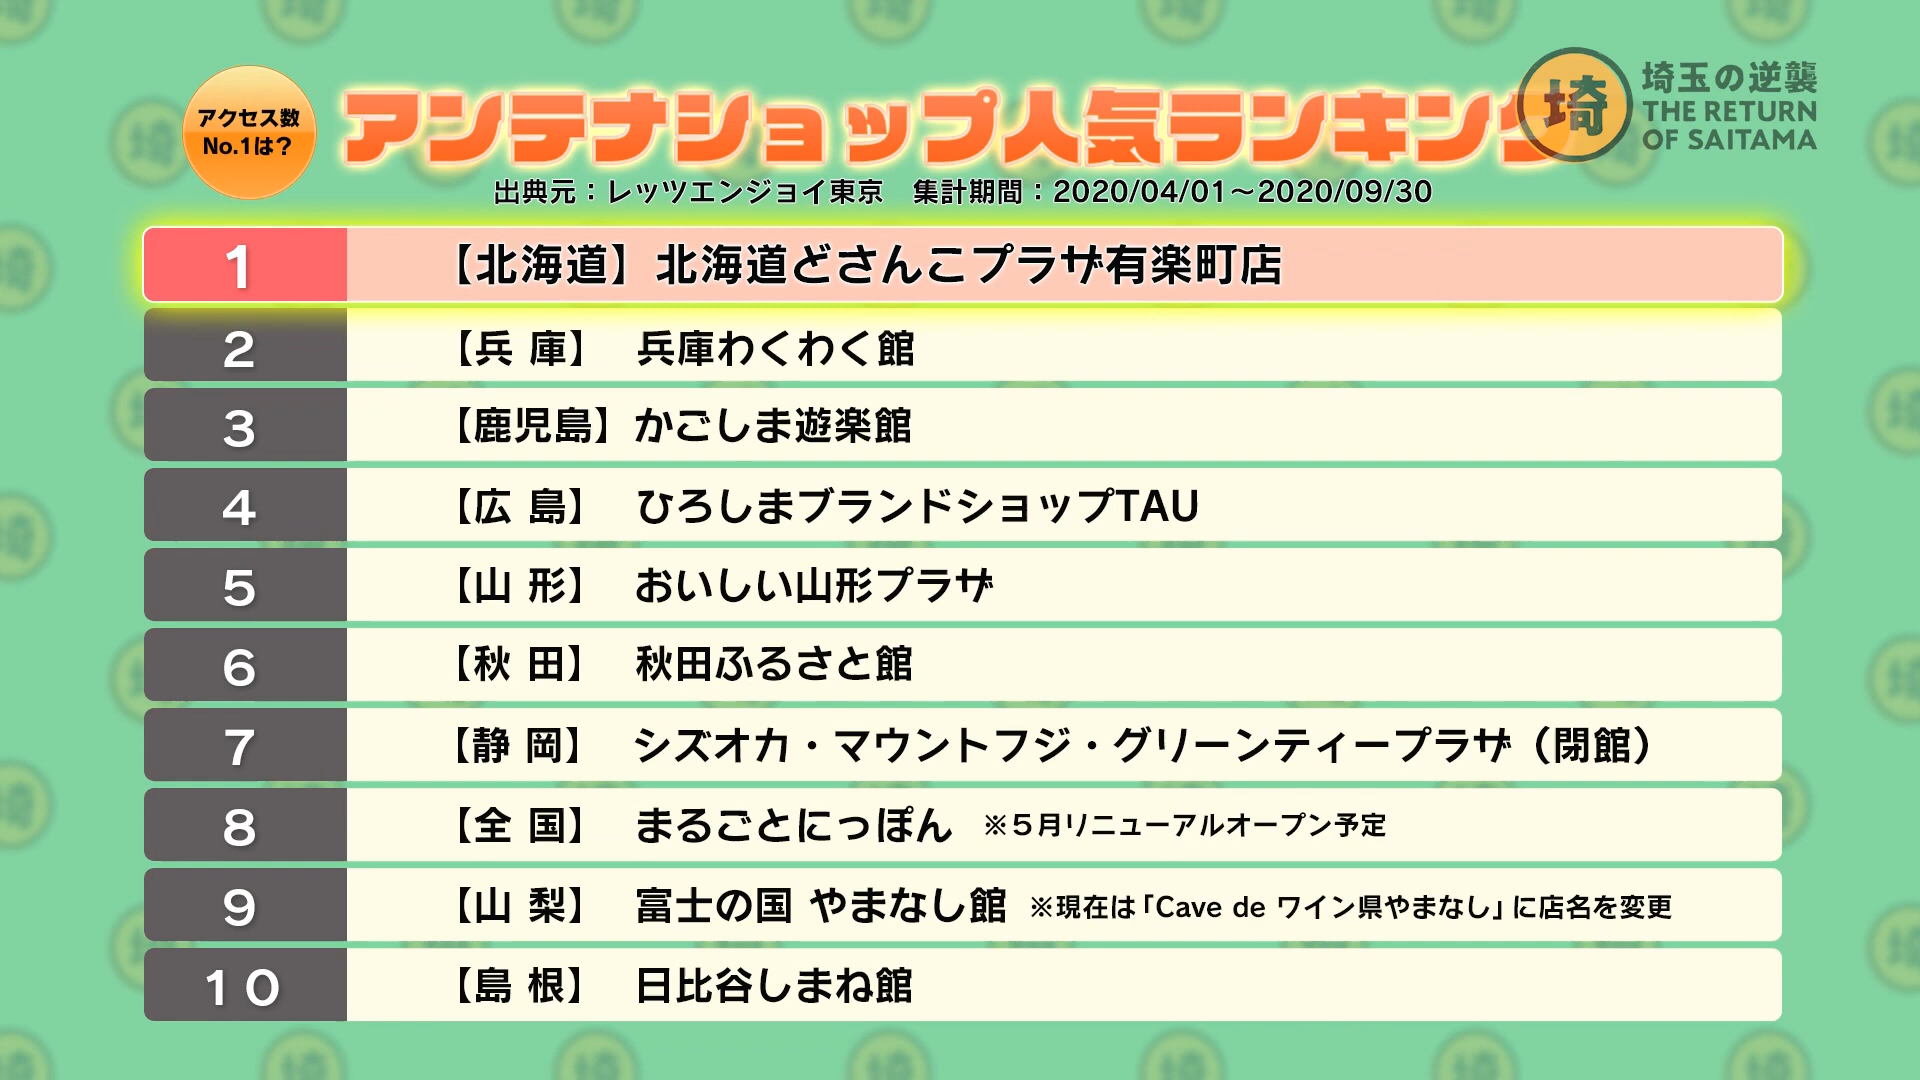 アクセス数
No.1は？
アンテナショップ人気ランキング
埼
埼玉の逆襲
THE RETURN
OF SAITAMA
出典元：レッツエンジョイ東京　集計期間：2020/04/01～2020/09/30
1 【北海道】北海道どさんこプラザ有楽町店
2 【兵 庫】 兵庫わくわく館
3 【鹿児島】かごしま遊楽館
4 【広 島】 ひろしまブランドショップTAU
5 【山 形】 おいしい山形プラザ
6 【秋 田】 秋田ふるさと館
7 【静 岡】 シズオカ・マウントフジ・グリーンティープラザ（閉館）
8 【全 国】 まるごとにっぽん ※５月リニューアルオープン予定
9 【山 梨】 富士の国 やまなし館 ※現在は「Cave de ワイン県やまなし」に店名を変更
10 【島 根】 日比谷しまね館